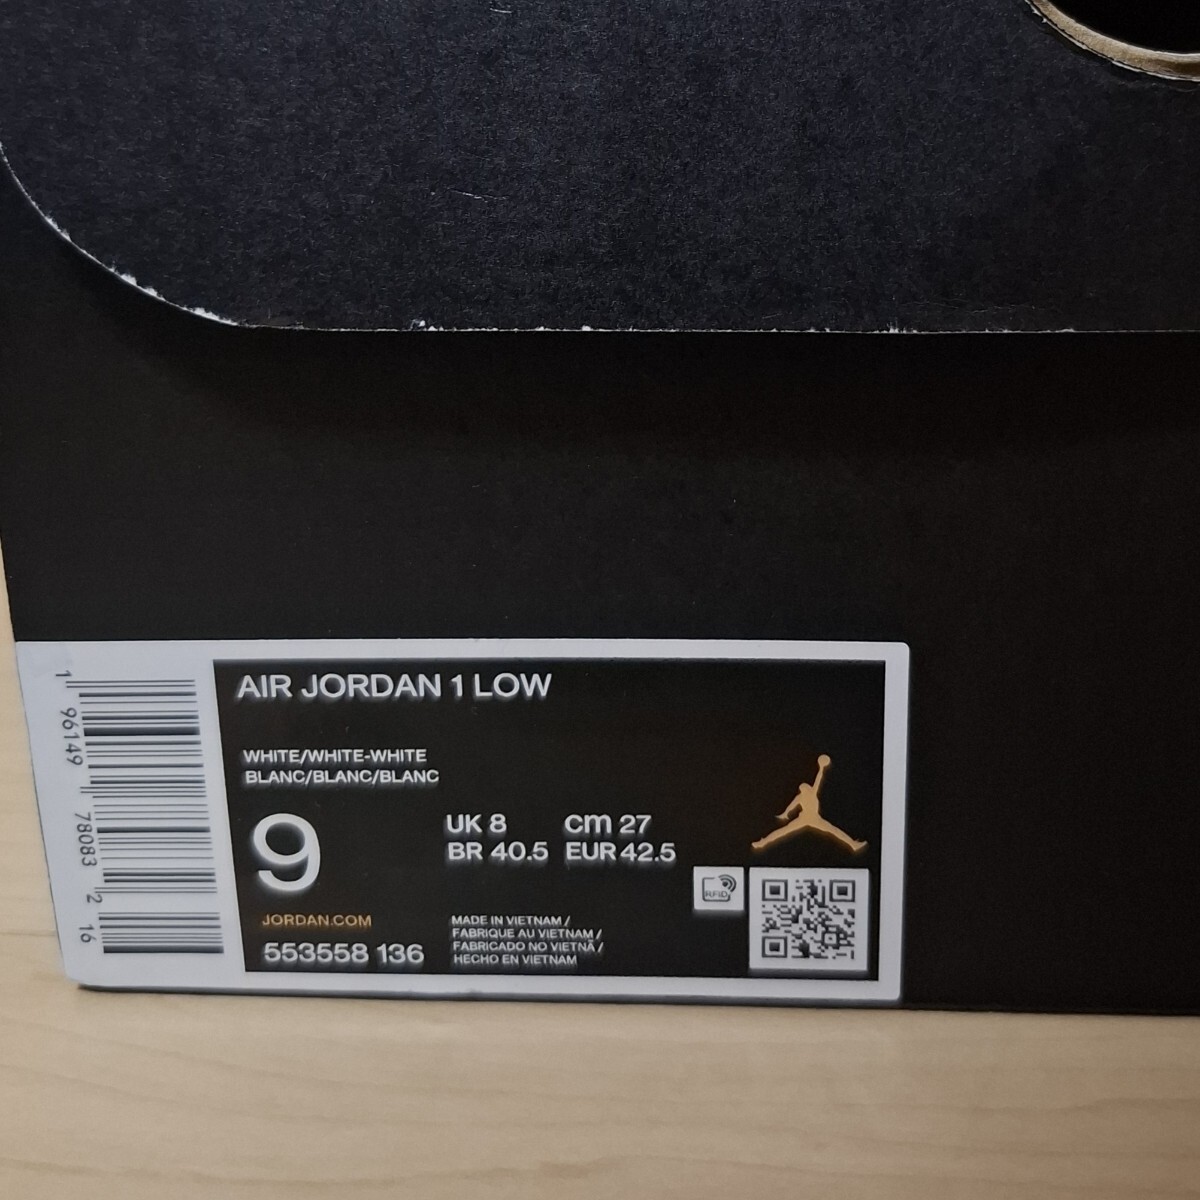 AIR JORDAN 1 LOW
WHITE/WHITE-WHITE
BLANC/BLANC/BLANC
9
UK 8 cm 27
BR 40.5 EUR 42.5
RFID
JORDAN.COM
553558 136
MADE IN VIETNAM /
FABRIQUE AU VIETNAM /
FABRICADO NO VIETNÃ /
HECHO EN VIETNAM
1 96149 78083 2 16